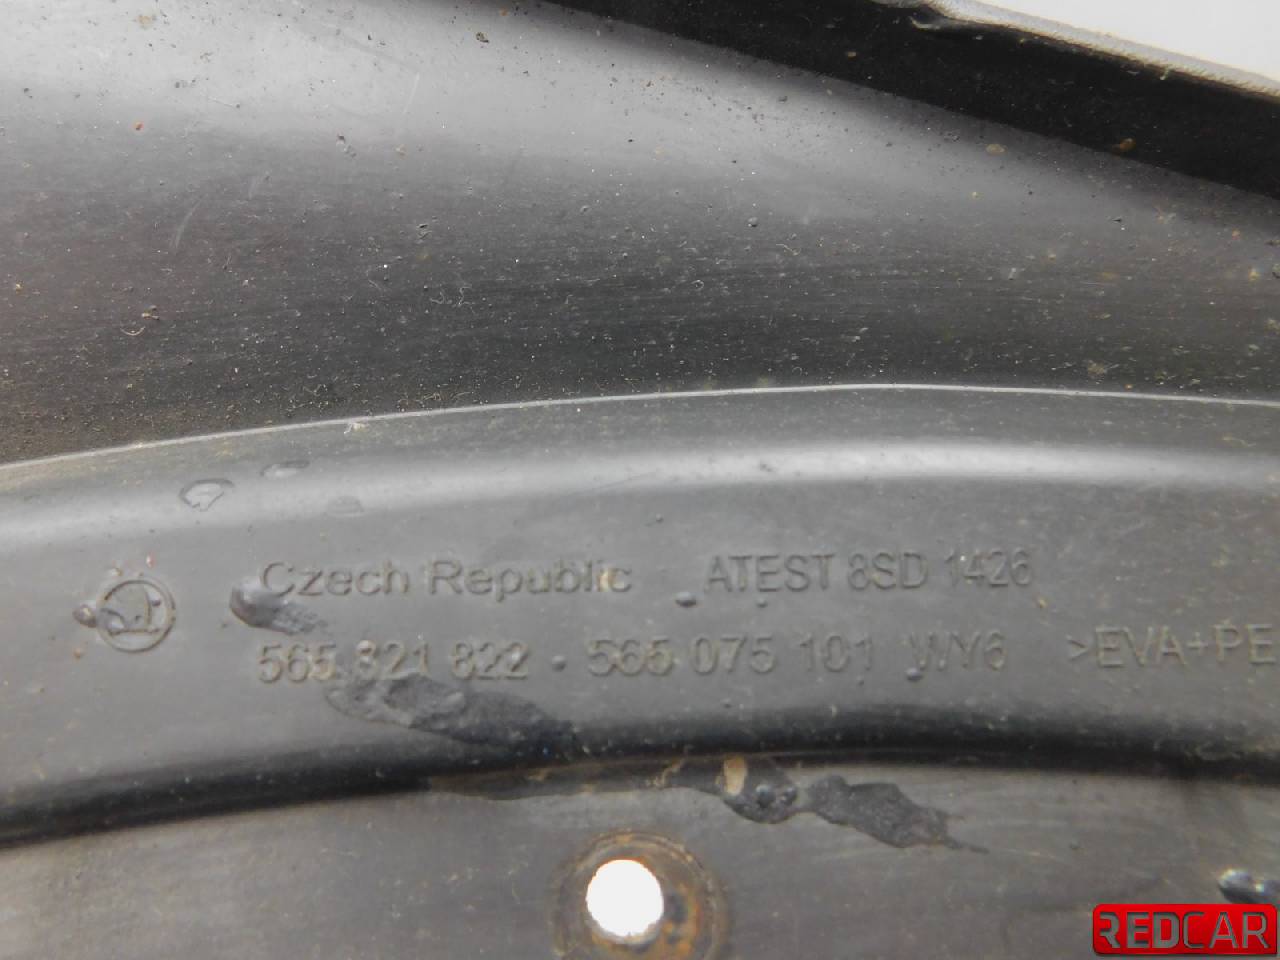 Czech Republic ATEST 8SD 1426
565 821 822 · 565 075 101 WY6 >EVA+PE
REDCAR